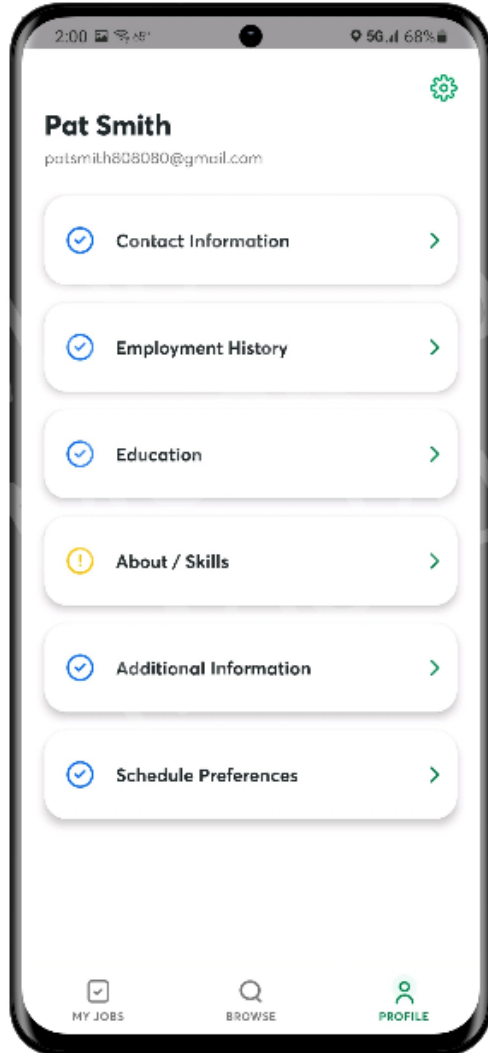 2:00
5G 68%
Pat Smith
patsmith808080@gmail.com
Contact Information
Employment History
Education
About / Skills
Additional Information
Schedule Preferences
MY JOBS BROWSE PROFILE